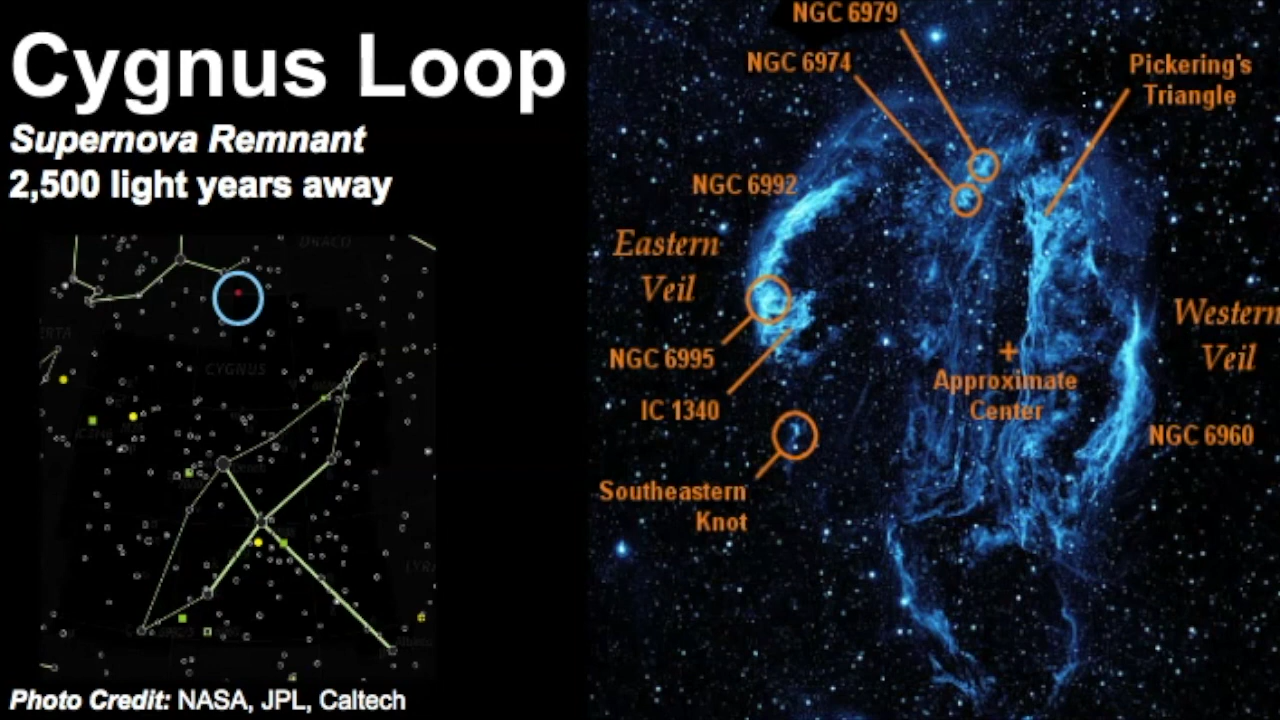 Cygnus Loop
Supernova Remnant
2,500 light years away
DRACO
CYGNUS
Photo Credit: NASA, JPL, Caltech
NGC 6979
NGC 6974
Pickering's
Triangle
NGC 6992
Eastern
Veil
Western
Veil
NGC 6995
Approximate
Center
IC 1340
NGC 6960
Southeastern
Knot